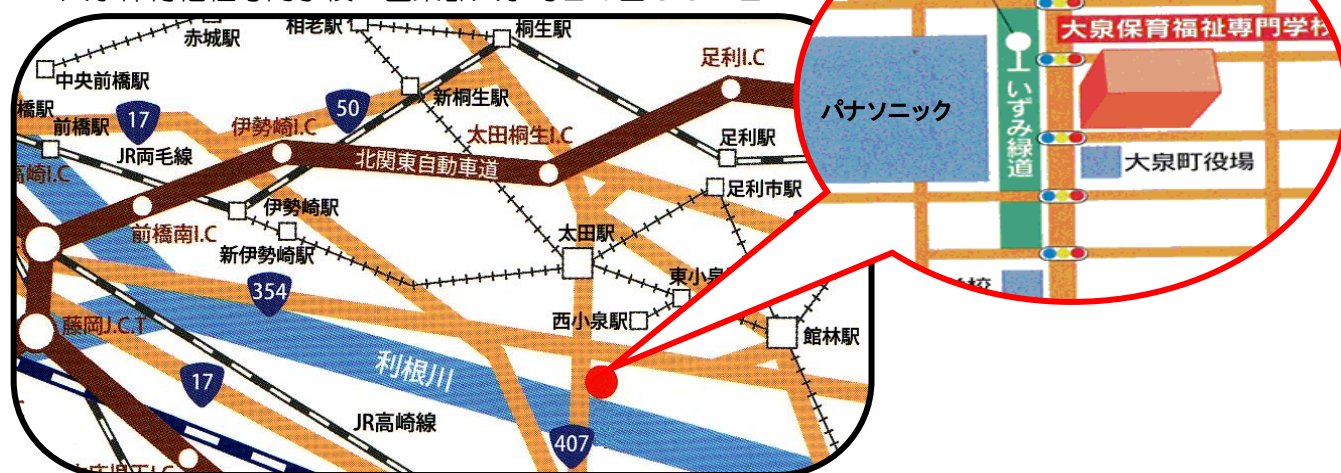 赤城駅
相老駅
桐生駅
中央前橋駅
新桐生駅
足利I.C
橋駅
前橋駅
17
50
伊勢崎I.C
太田桐生I.C
JR両毛線
北関東自動車道
足利駅
高崎I.C
足利市駅
伊勢崎駅
前橋南I.C
新伊勢崎駅
太田駅
354
東小泉
西小泉駅
館林駅
藤岡J.C.T
利根川
17
JR高崎線
407
大泉保育福祉専門学校
パナソニック
いずみ緑道
大泉町役場
校